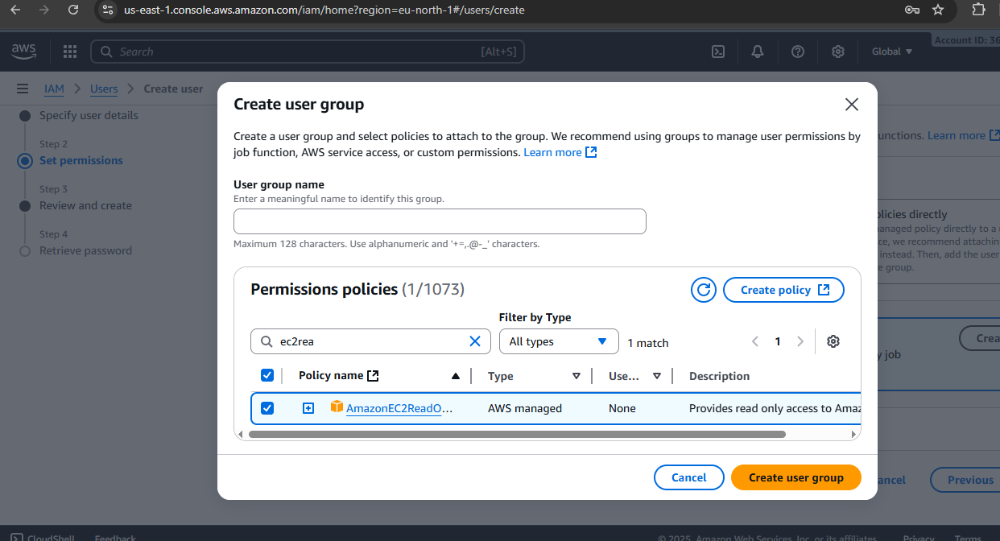 us-east-1.console.aws.amazon.com/iam/home?region=eu-north-1#/users/create
aws
Search
[Alt+S]
Global
Account ID: 36
IAM
Users
Create user
Specify user details
Step 2
Set permissions
Step 3
Review and create
Step 4
Retrieve password
Create user group
Create a user group and select policies to attach to the group. We recommend using groups to manage user permissions by
job function, AWS service access, or custom permissions. Learn more
User group name
Enter a meaningful name to identify this group.
Maximum 128 characters. Use alphanumeric and '+=,.@-_' characters.
Permissions policies (1/1073)
Create policy
Filter by Type
ec2rea
All types
1 match
1
Policy name
Type
Use...
Description
AmazonEC2ReadO...
AWS managed
None
Provides read only access to Amaz
Cancel
Create user group
unctions. Learn more
olicies directly
anaged policy directly to a
ce, we recommend attachin
instead. Then, add the user
e group.
Crea
y job
ancel
Previous
CloudShell
Feedback
© 2025, Amazon Web Services, Inc. or its affiliates.
Privacy
Terms